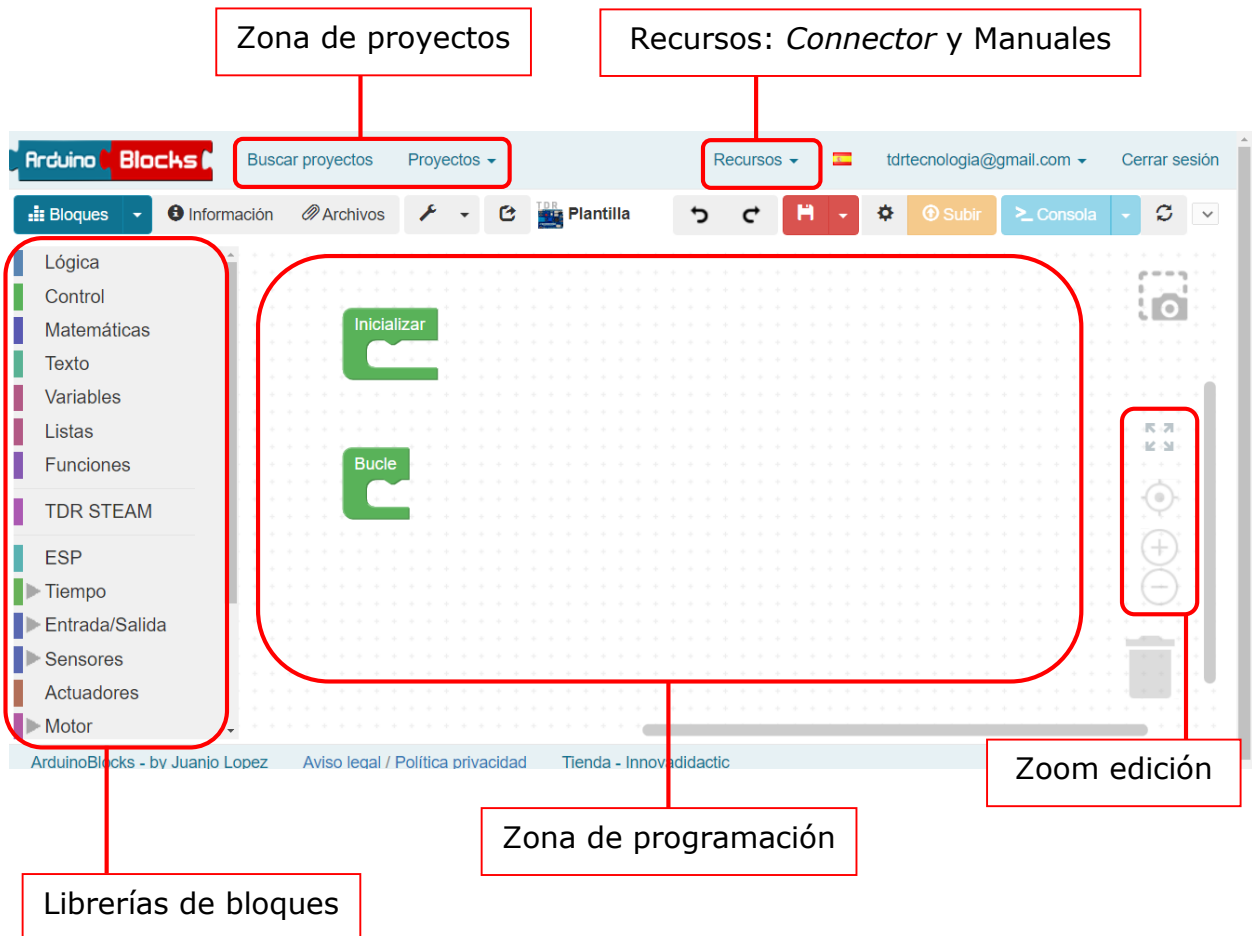 Zona de proyectos
Recursos: Connector y Manuales
Arduino Blocks
Buscar proyectos
Proyectos
Recursos
tdrtecnologia@gmail.com
Cerrar sesión
Bloques
Información
Archivos
TDR
Plantilla
Subir
>_ Consola
Lógica
Control
Matemáticas
Texto
Variables
Listas
Funciones
TDR STEAM
ESP
Tiempo
Entrada/Salida
Sensores
Actuadores
Motor
Inicializar
Bucle
ArduinoBlocks - by Juanjo Lopez
Aviso legal / Política privacidad
Tienda - Innovadidactic
Zoom edición
Zona de programación
Librerías de bloques